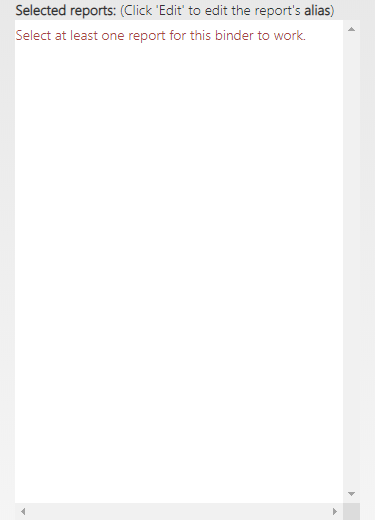 Selected reports: (Click 'Edit' to edit the report's alias)
Select at least one report for this binder to work.